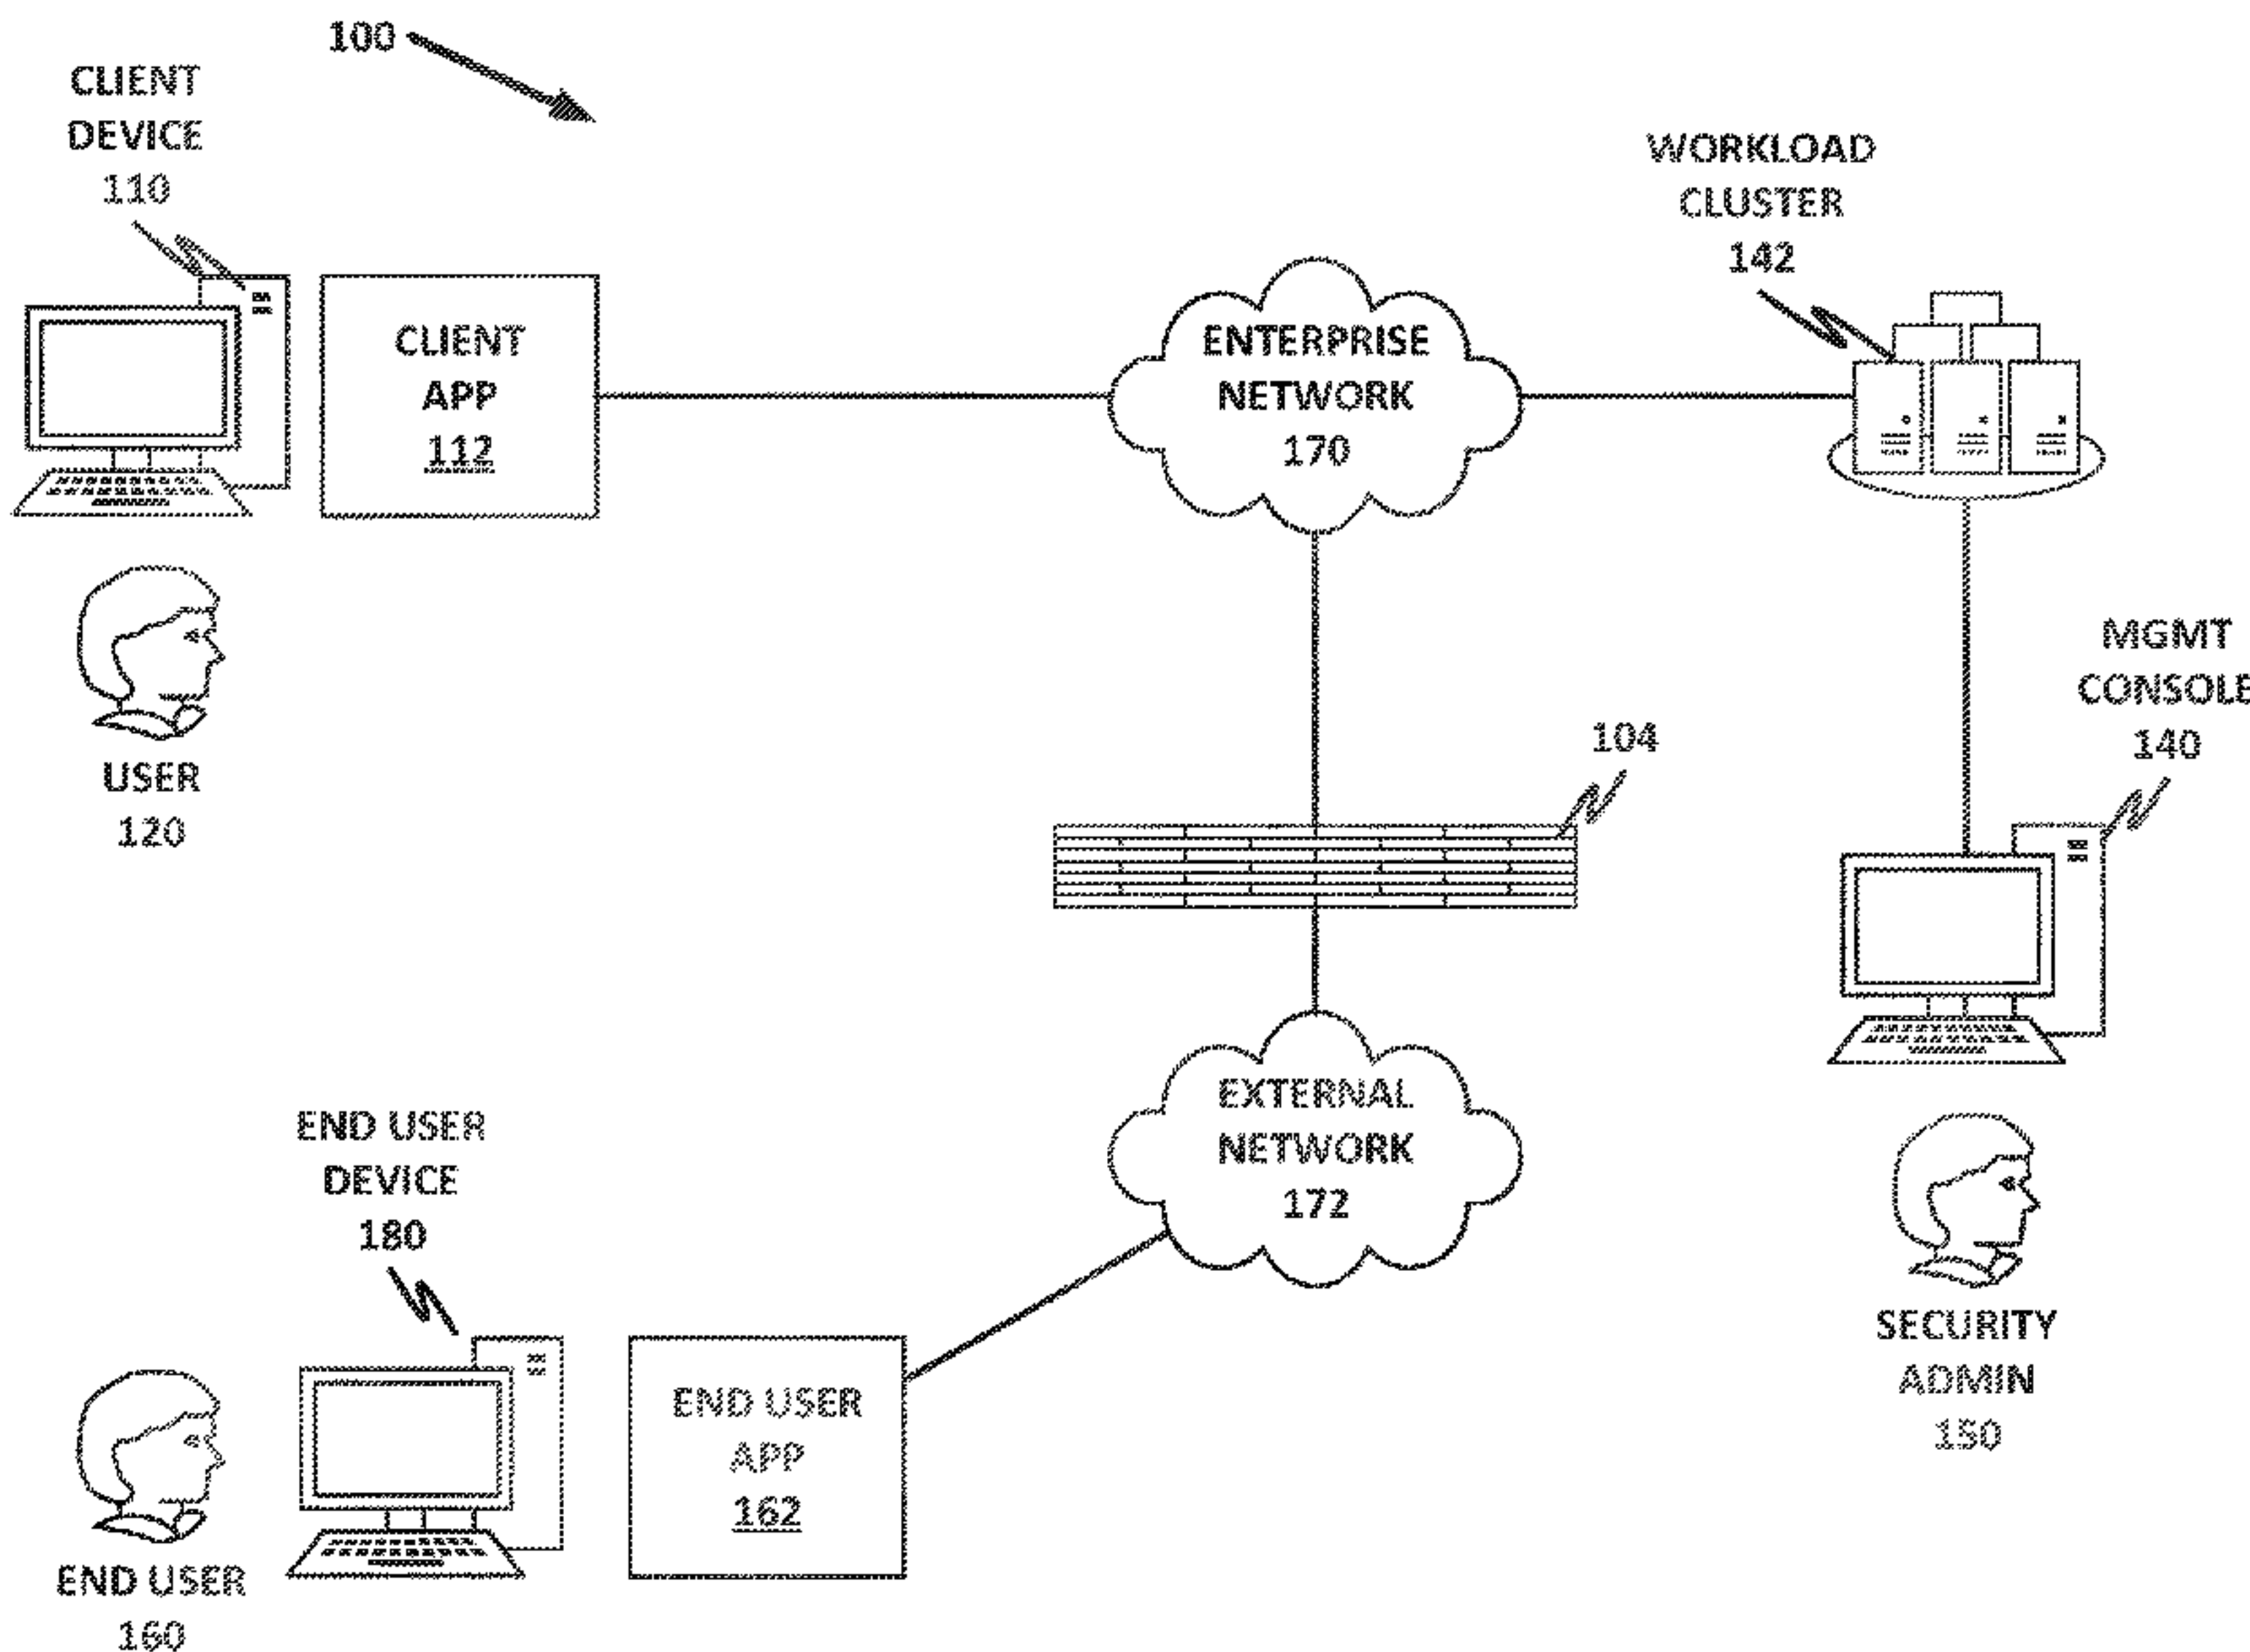 100
CLIENT
DEVICE
110
CLIENT
APP
112
USER
120
ENTERPRISE
NETWORK
170
WORKLOAD
CLUSTER
142
MGMT
CONSOLE
140
104
EXTERNAL
NETWORK
172
SECURITY
ADMIN
150
END USER
DEVICE
180
END USER
APP
162
END USER
160